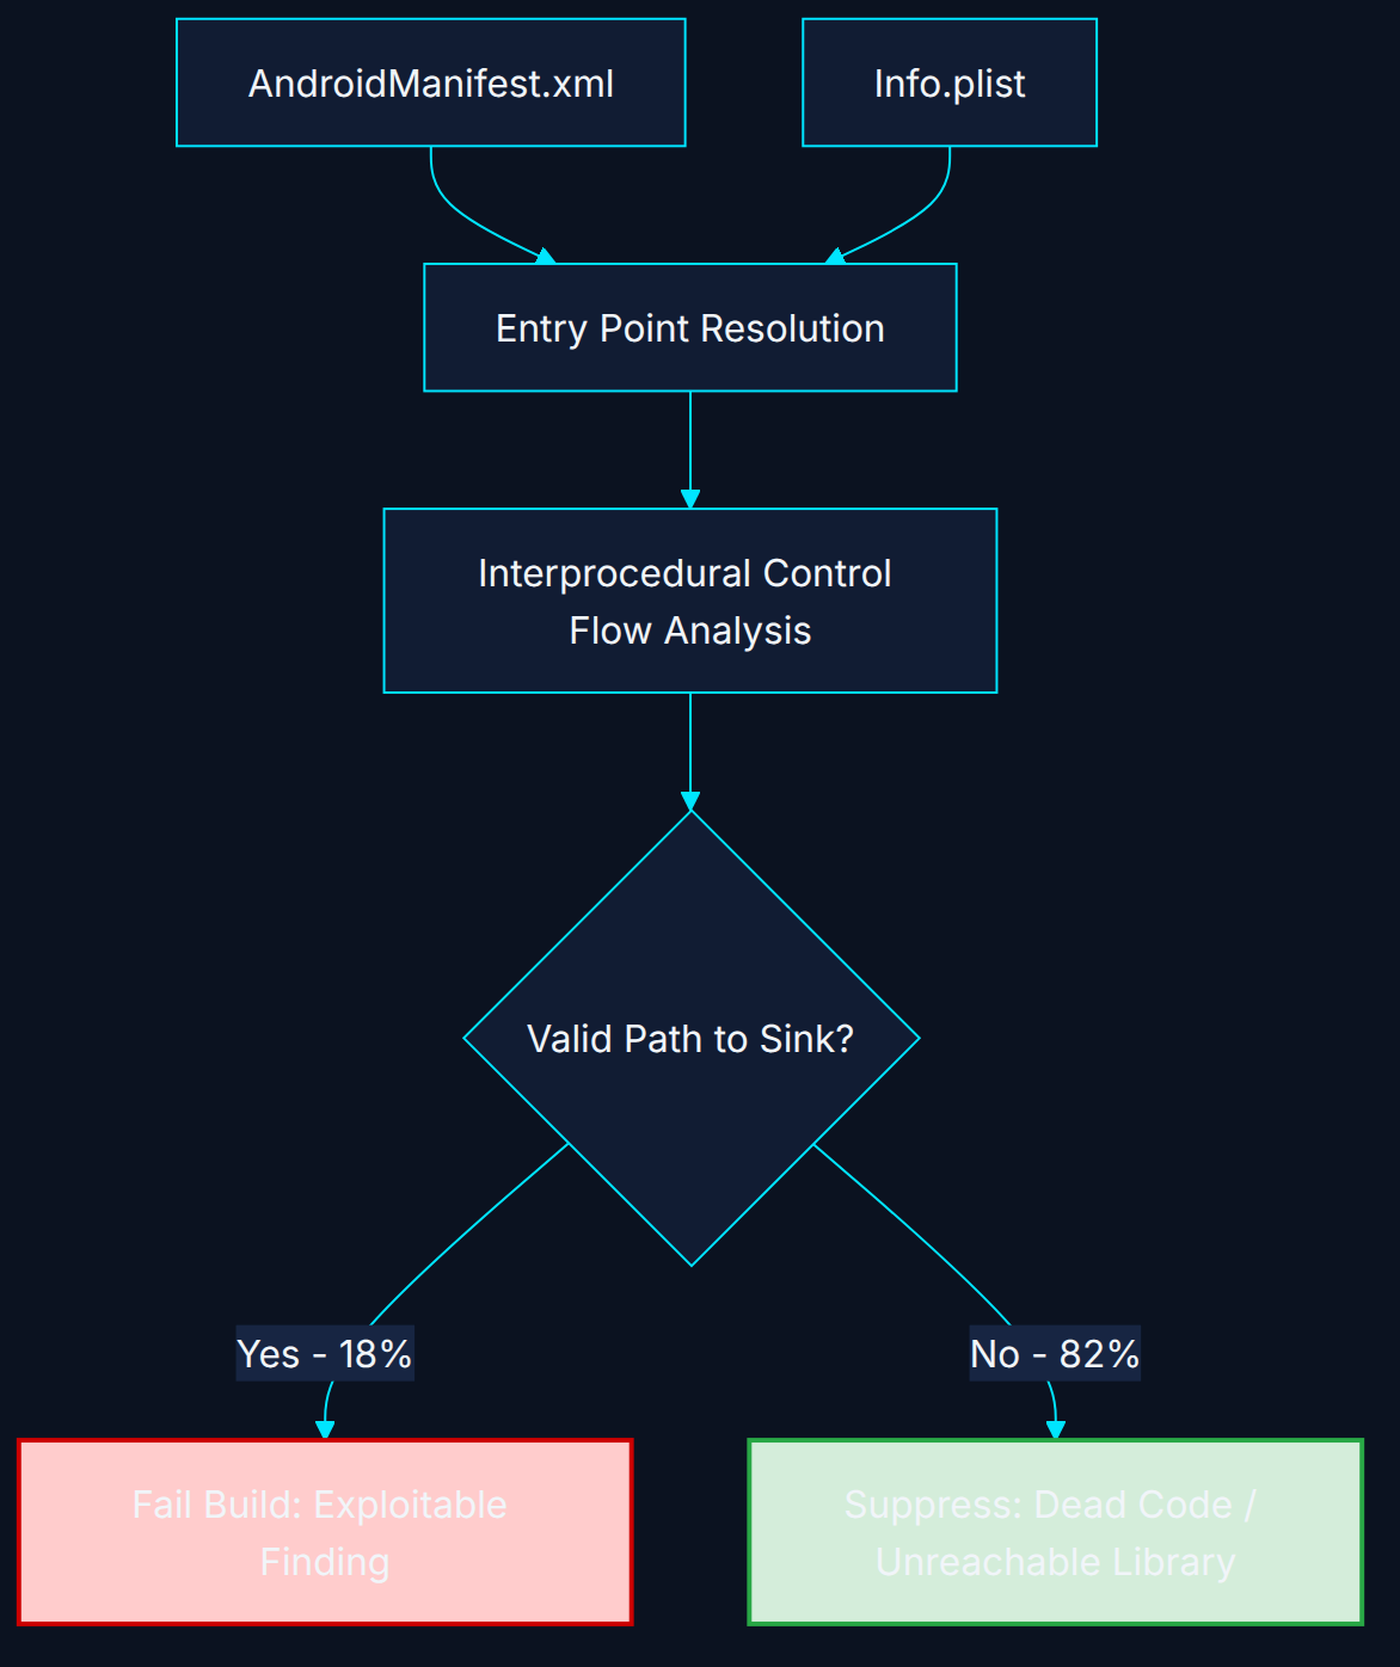 AndroidManifest.xml
Info.plist
Entry Point Resolution
Interprocedural Control
Flow Analysis
Valid Path to Sink?
Yes - 18%
No - 82%
Fail Build: Exploitable
Finding
Suppress: Dead Code /
Unreachable Library